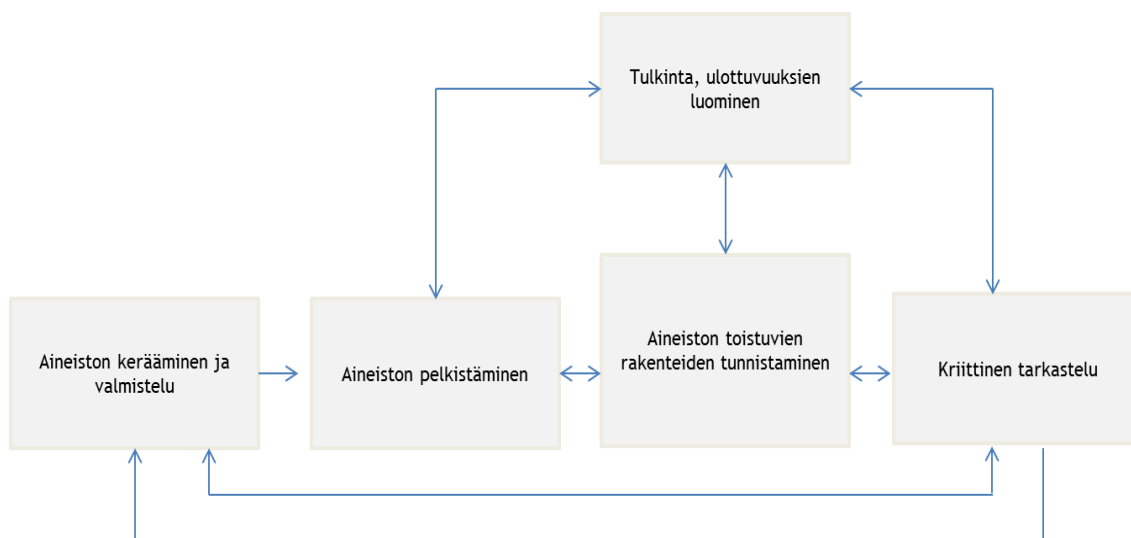 Tulkinta, ulottuvuuksien
luominen
Aineiston kerääminen ja
valmistelu
Aineiston pelkistäminen
Aineiston toistuvien
rakenteiden tunnistaminen
Kriittinen tarkastelu